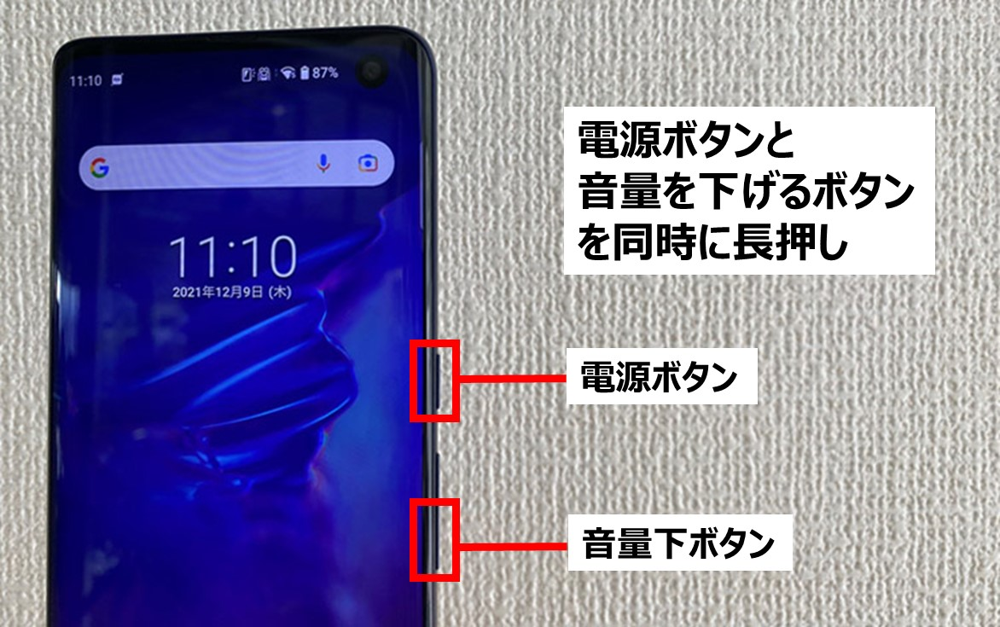 11:10
87%
G
11:10
2021年12月9日 (木)
電源ボタンと
音量を下げるボタン
を同時に長押し
電源ボタン
音量下ボタン